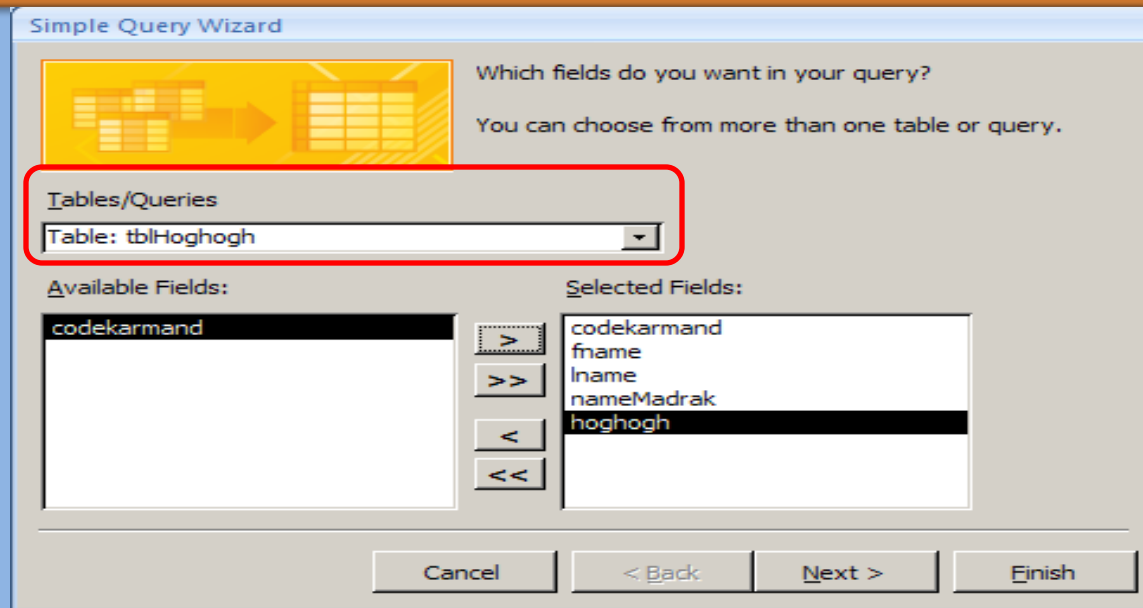 Simple Query Wizard
Which fields do you want in your query?
You can choose from more than one table or query.
Tables/Queries
Table: tblHoghogh
Available Fields:
Selected Fields:
codekarmand
>
>>
<
<<
codekarmand
fname
lname
nameMadrak
hoghogh
Cancel
< Back
Next >
Finish